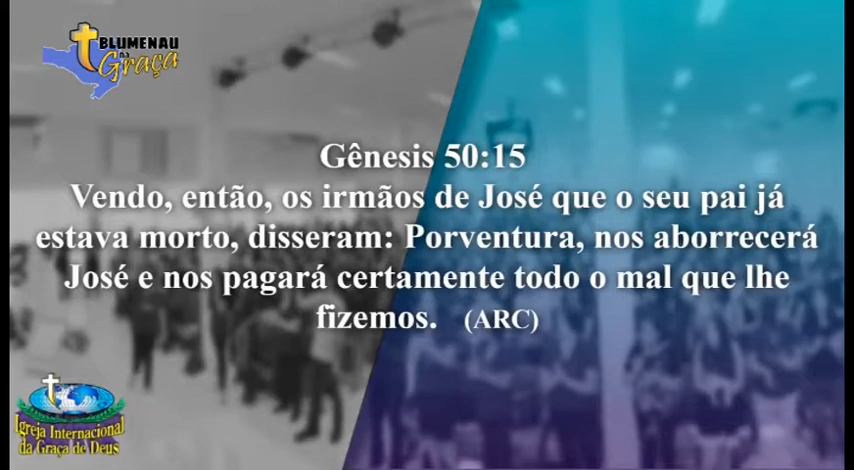 BLUMENAU
na
Graça
Gênesis 50:15
Vendo, então, os irmãos de José que o seu pai já
estava morto, disseram: Porventura, nos aborrecerá
José e nos pagará certamente todo o mal que lhe
fizemos. (ARC)
Igreja Internacional
da Graça de Deus